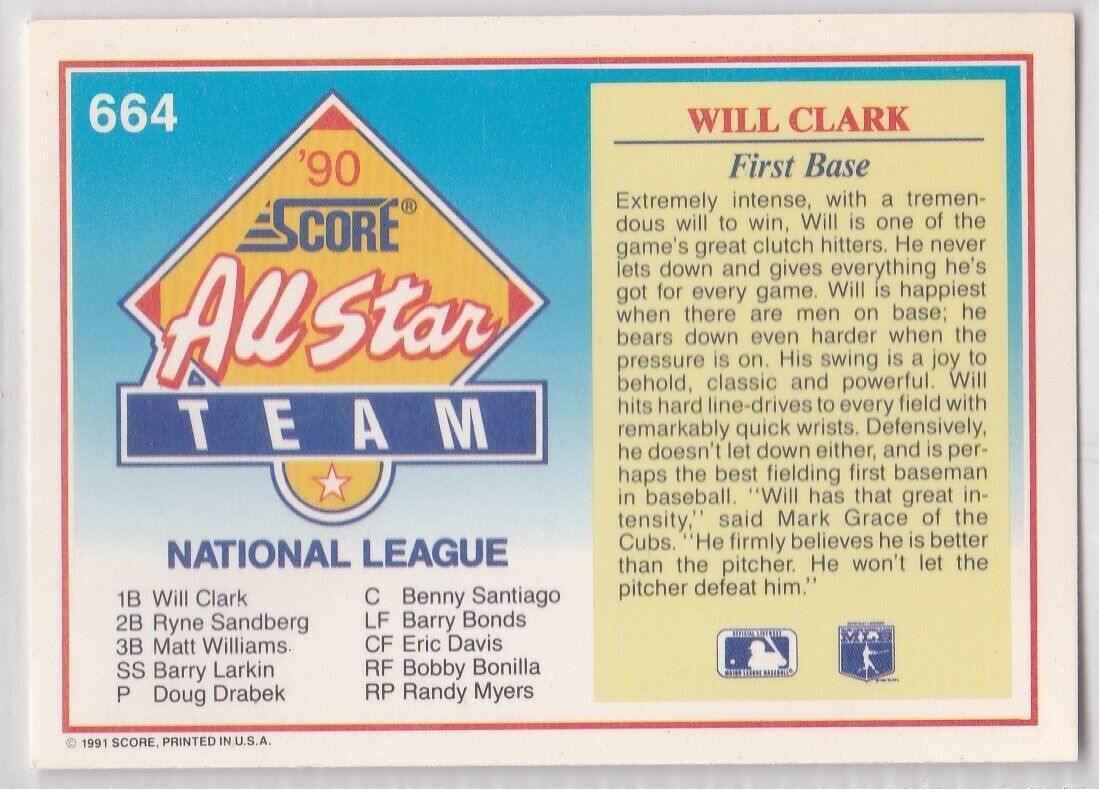 664
'90
SCORE®
All Star
TEAM
NATIONAL LEAGUE
1B Will Clark
2B Ryne Sandberg
3B Matt Williams
SS Barry Larkin
P Doug Drabek
C Benny Santiago
LF Barry Bonds
CF Eric Davis
RF Bobby Bonilla
RP Randy Myers
WILL CLARK
First Base
Extremely intense, with a tremen-
dous will to win, Will is one of the
game's great clutch hitters. He never
lets down and gives everything he's
got for every game. Will is happiest
when there are men on base; he
bears down even harder when the
pressure is on. His swing is a joy to
behold, classic and powerful. Will
hits hard line-drives to every field with
remarkably quick wrists. Defensively,
he doesn't let down either, and is per-
haps the best fielding first baseman
in baseball. "Will has that great in-
tensity," said Mark Grace of the
Cubs. "He firmly believes he is better
than the pitcher. He won't let the
pitcher defeat him."
OFFICIAL LICENSEE
MAJOR LEAGUE BASEBALL
© 1991 SCORE, PRINTED IN U.S.A.